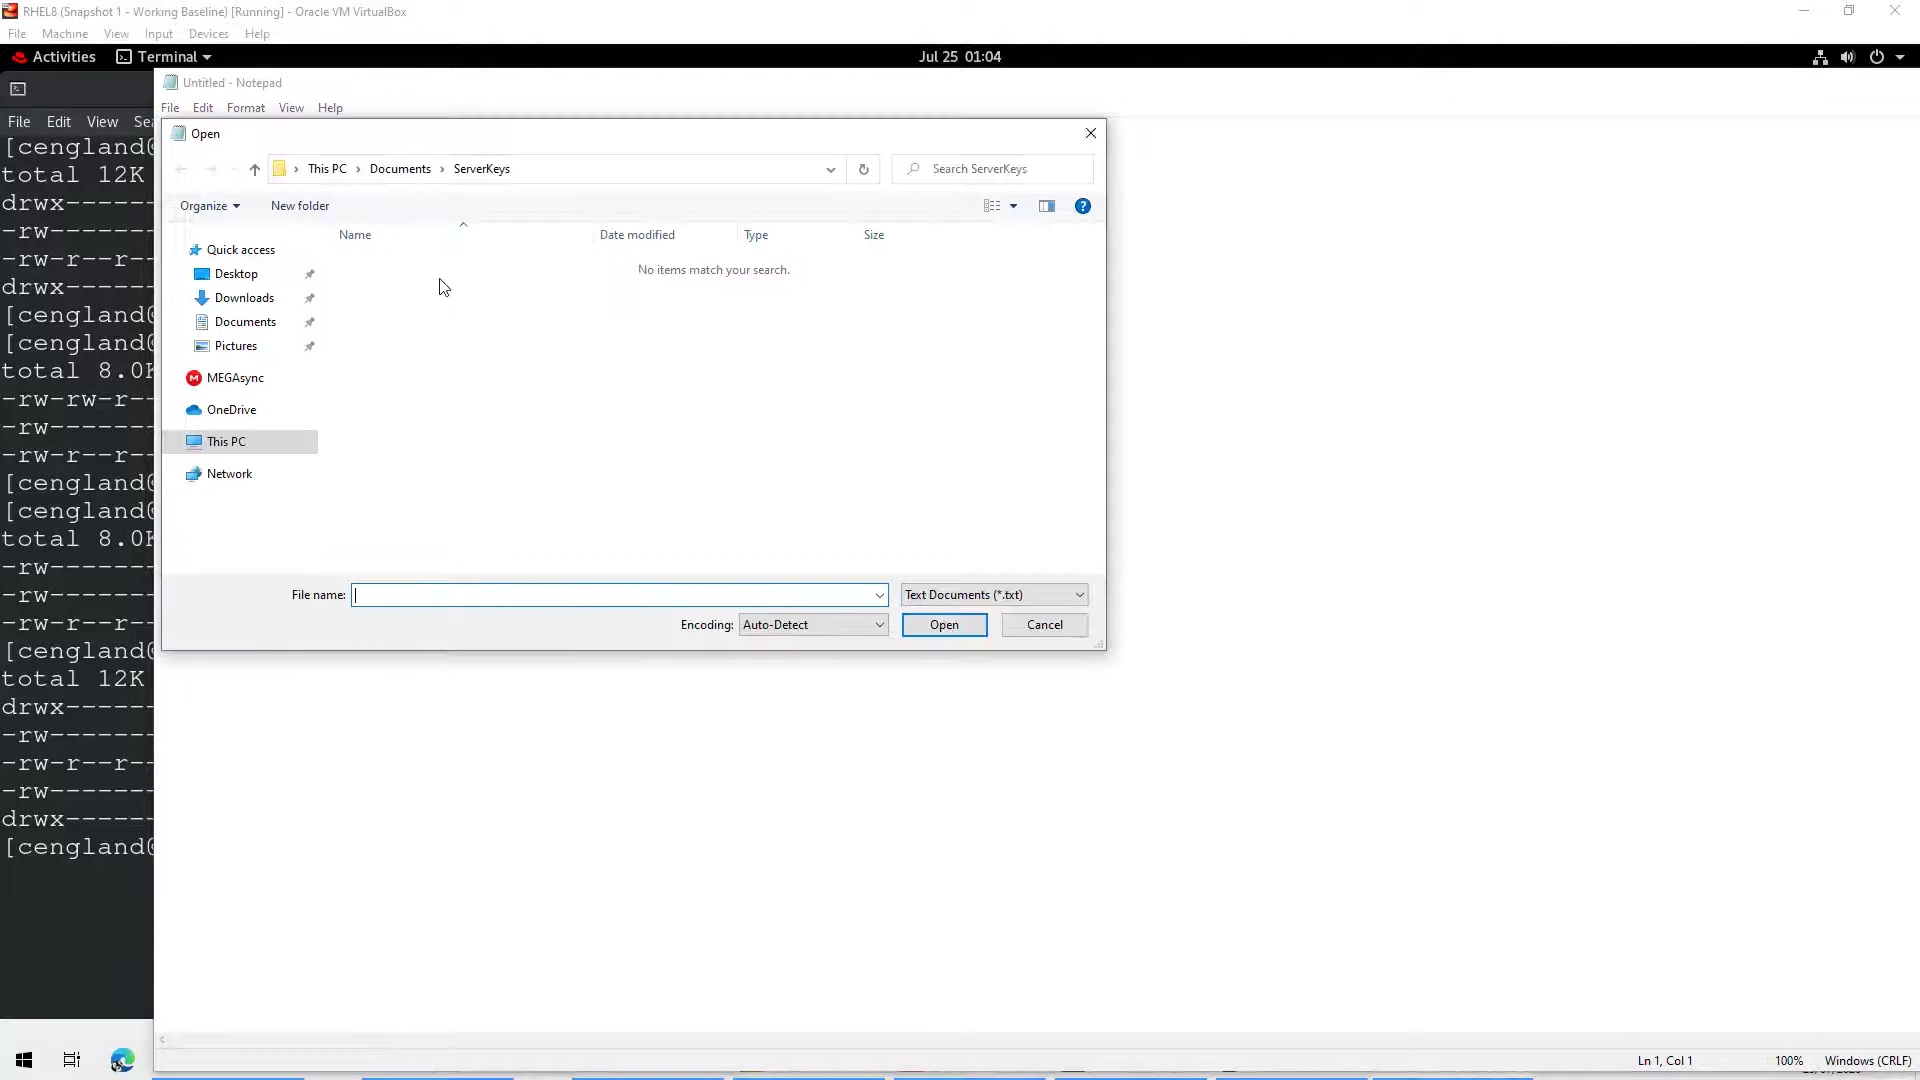 RHEL8 (Snapshot 1 - Working Baseline) [Running] - Oracle VM VirtualBox
File Machine View Input Devices Help
Activities Terminal Jul 25 01:04
Untitled - Notepad
File Edit Format View Help
File Edit View Sea
Open
This PC > Documents > ServerKeys
Search ServerKeys
Organize New folder
Name Date modified Type Size
No items match your search.
Quick access
Desktop
Downloads
Documents
Pictures
MEGAsync
OneDrive
This PC
Network
File name: Text Documents (*.txt)
Encoding: Auto-Detect Open Cancel
[cengland@
total 12K
drwx------
-rw-------
-rw-r--r--
drwx------
[cengland@
[cengland@
total 8.0K
-rw-rw-r--
-rw-------
-rw-r--r--
[cengland@
[cengland@
total 8.0K
-rw-------
-rw-------
-rw-r--r--
[cengland@
total 12K
drwx------
-rw-------
-rw-r--r--
-rw-------
drwx------
[cengland@
Ln 1, Col 1 100% Windows (CRLF)